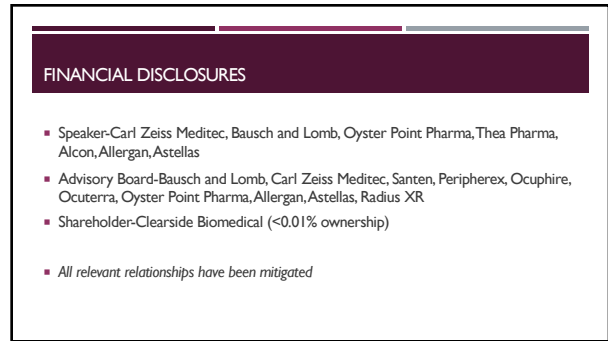 FINANCIAL DISCLOSURES
▪ Speaker-Carl Zeiss Meditec, Bausch and Lomb, Oyster Point Pharma, Thea Pharma,
Alcon, Allergan, Astellas
▪ Advisory Board-Bausch and Lomb, Carl Zeiss Meditec, Santen, Peripherex, Ocuphire,
Ocuterra, Oyster Point Pharma, Allergan, Astellas, Radius XR
▪ Shareholder-Clearside Biomedical (<0.01% ownership)
▪ All relevant relationships have been mitigated